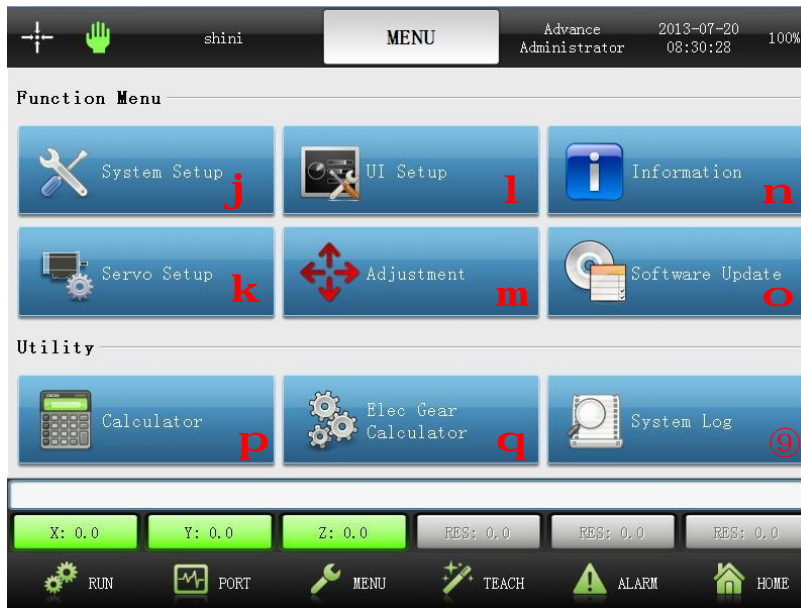 shini
MENU
Advance
Administrator
2013-07-20
08:30:28
100%
Function Menu
System Setup j
UI Setup l
Information n
Servo Setup k
Adjustment m
Software Update o
Utility
Calculator p
Elec Gear
Calculator q
System Log ⑨
X: 0.0 Y: 0.0 Z: 0.0 RES: 0.0 RES: 0.0 RES: 0.0
RUN PORT MENU TEACH ALARM HOME